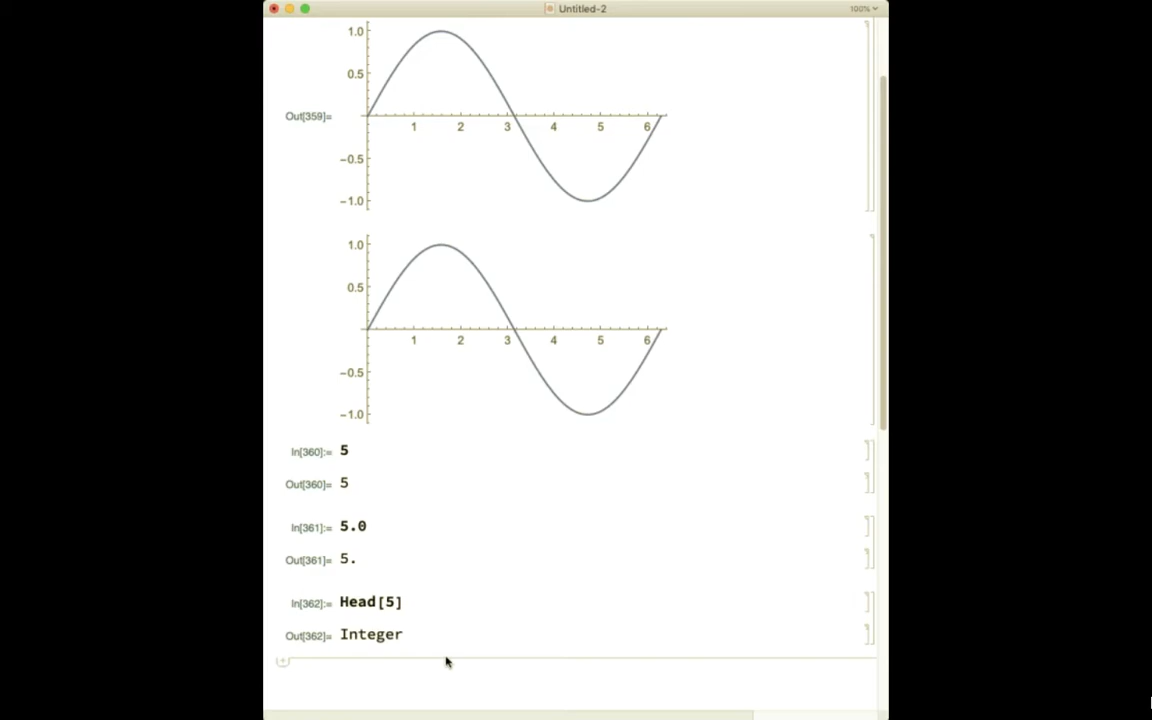 Untitled-2
100%
1.0
0.5
Out[359]=
1 2 3 4 5 6
-0.5
-1.0
1.0
0.5
1 2 3 4 5 6
-0.5
-1.0
In[360]:= 5
Out[360]= 5
In[361]:= 5.0
Out[361]= 5.
In[362]:= Head[5]
Out[362]= Integer